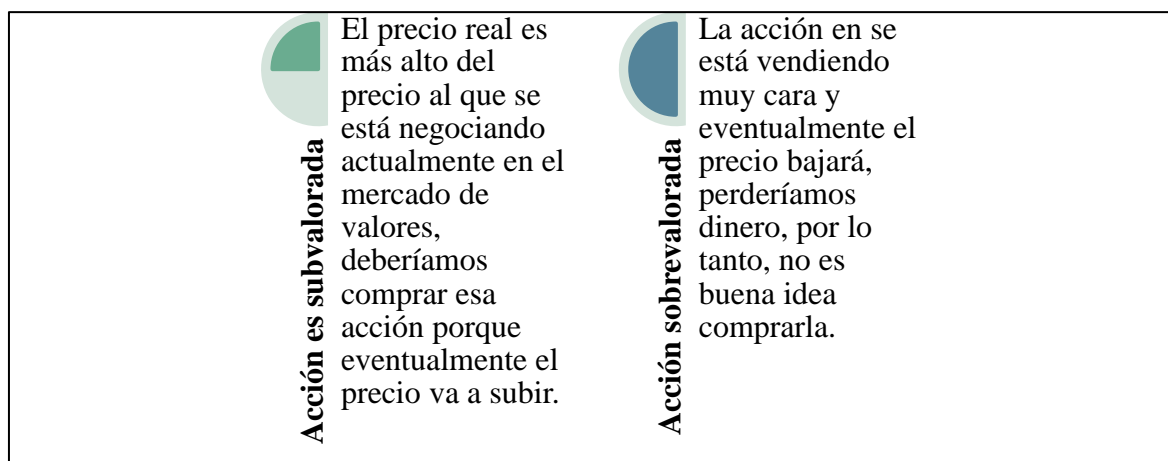 Acción es subvalorada
El precio real es
más alto del
precio al que se
está negociando
actualmente en el
mercado de
valores,
deberíamos
comprar esa
acción porque
eventualmente el
precio va a subir.
Acción sobrevalorada
La acción en se
está vendiendo
muy cara y
eventualmente el
precio bajará,
perderíamos
dinero, por lo
tanto, no es
buena idea
comprarla.